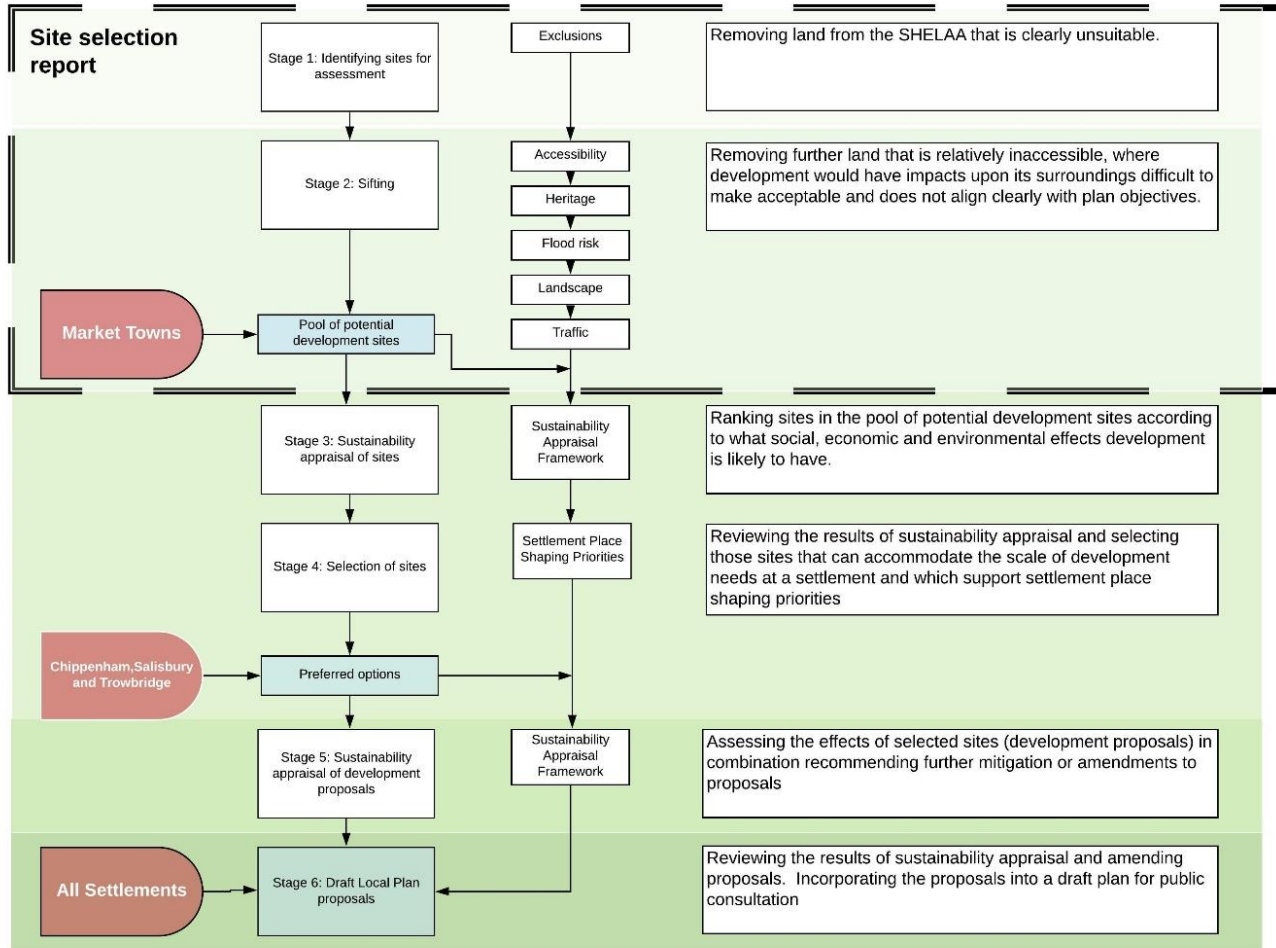 Site selection
report
Stage 1: Identifying sites for
assessment
Exclusions
Removing land from the SHELAA that is clearly unsuitable.
Stage 2: Sifting
Accessibility
Heritage
Flood risk
Landscape
Traffic
Removing further land that is relatively inaccessible, where
development would have impacts upon its surroundings difficult to
make acceptable and does not align clearly with plan objectives.
Market Towns
Pool of potential
development sites
Stage 3: Sustainability
appraisal of sites
Sustainability
Appraisal
Framework
Ranking sites in the pool of potential development sites according
to what social, economic and environmental effects development
is likely to have.
Stage 4: Selection of sites
Settlement Place
Shaping Priorities
Reviewing the results of sustainability appraisal and selecting
those sites that can accommodate the scale of development
needs at a settlement and which support settlement place
shaping priorities
Chippenham,Salisbury
and Trowbridge
Preferred options
Stage 5: Sustainability
appraisal of development
proposals
Sustainability
Appraisal
Framework
Assessing the effects of selected sites (development proposals) in
combination recommending further mitigation or amendments to
proposals
All Settlements
Stage 6: Draft Local Plan
proposals
Reviewing the results of sustainability appraisal and amending
proposals.  Incorporating the proposals into a draft plan for public
consultation